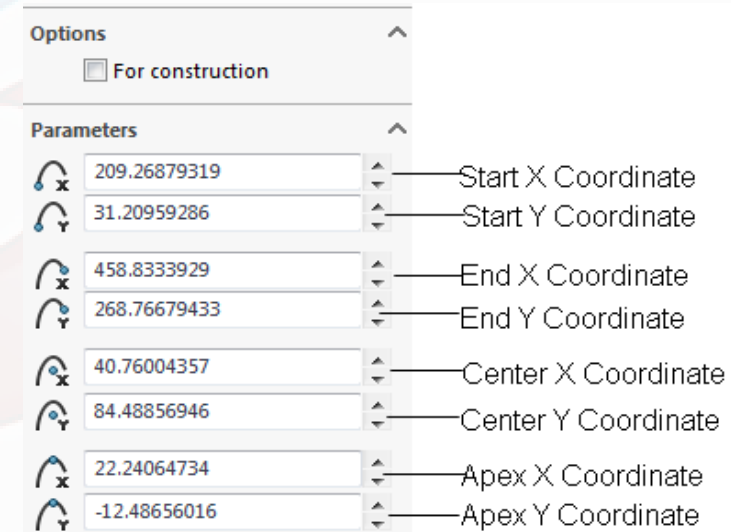 Options
For construction
Parameters
X 209.26879319 Start X Coordinate
Y 31.20959286 Start Y Coordinate
X 458.8333929 End X Coordinate
Y 268.76679433 End Y Coordinate
X 40.76004357 Center X Coordinate
Y 84.48856946 Center Y Coordinate
X 22.24064734 Apex X Coordinate
Y -12.48656016 Apex Y Coordinate